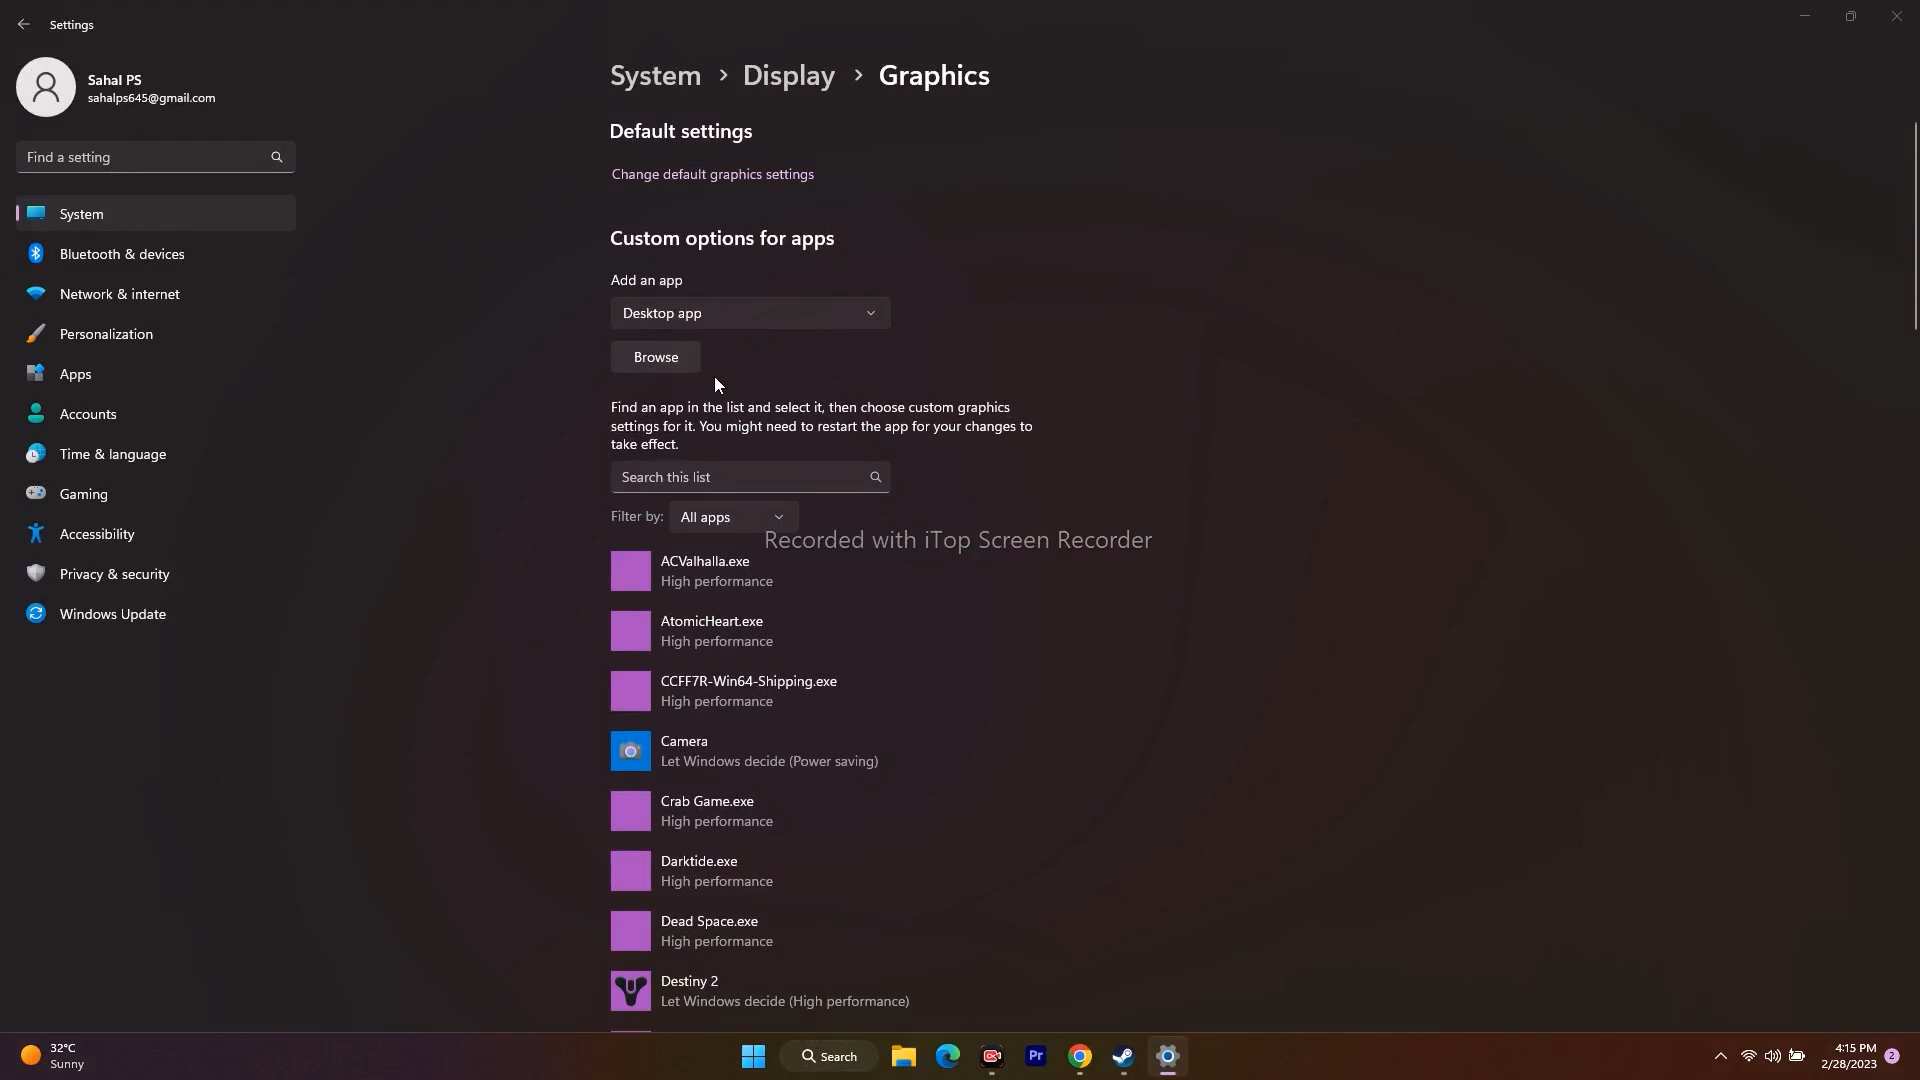 Settings
Sahal PS
sahalps645@gmail.com
Find a setting
System
Bluetooth & devices
Network & internet
Personalization
Apps
Accounts
Time & language
Gaming
Accessibility
Privacy & security
Windows Update
System > Display > Graphics
Default settings
Change default graphics settings
Custom options for apps
Add an app
Desktop app
Browse
Find an app in the list and select it, then choose custom graphics
settings for it. You might need to restart the app for your changes to
take effect.
Search this list
Filter by: All apps
Recorded with iTop Screen Recorder
ACValhalla.exe
High performance
AtomicHeart.exe
High performance
CCFF7R-Win64-Shipping.exe
High performance
Camera
Let Windows decide (Power saving)
Crab Game.exe
High performance
Darktide.exe
High performance
Dead Space.exe
High performance
Destiny 2
Let Windows decide (High performance)
32°C
Sunny
Search
Pr
4:15 PM
2/28/2023
2